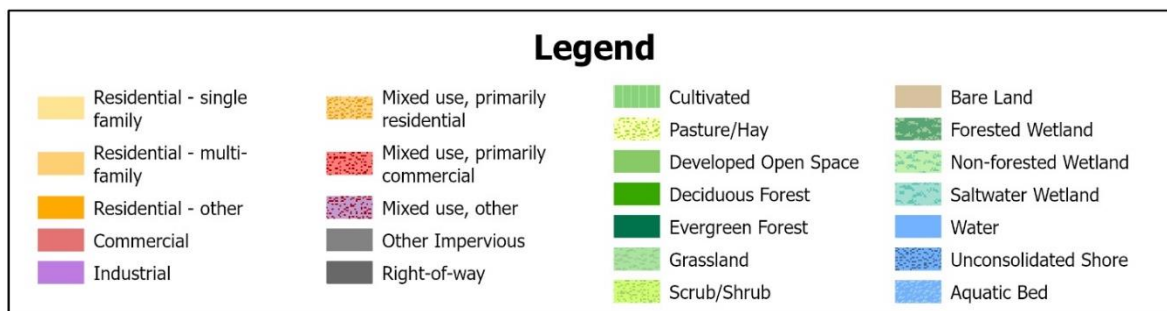 Legend
Residential - single
family
Residential - multi-
family
Residential - other
Commercial
Industrial
Mixed use, primarily
residential
Mixed use, primarily
commercial
Mixed use, other
Other Impervious
Right-of-way
Cultivated
Pasture/Hay
Developed Open Space
Deciduous Forest
Evergreen Forest
Grassland
Scrub/Shrub
Bare Land
Forested Wetland
Non-forested Wetland
Saltwater Wetland
Water
Unconsolidated Shore
Aquatic Bed